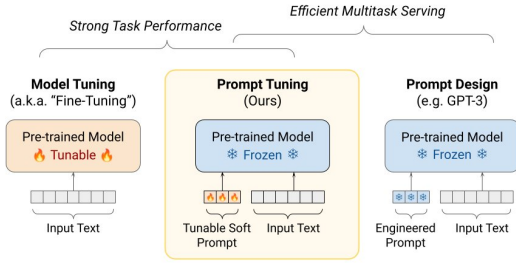 Strong Task Performance
Efficient Multitask Serving
Model Tuning
(a.k.a. “Fine-Tuning”)
Pre-trained Model
🔥 Tunable 🔥
Input Text
Prompt Tuning
(Ours)
Pre-trained Model
❄ Frozen ❄
Tunable Soft
Prompt
Input Text
Prompt Design
(e.g. GPT-3)
Pre-trained Model
❄ Frozen ❄
Engineered
Prompt
Input Text